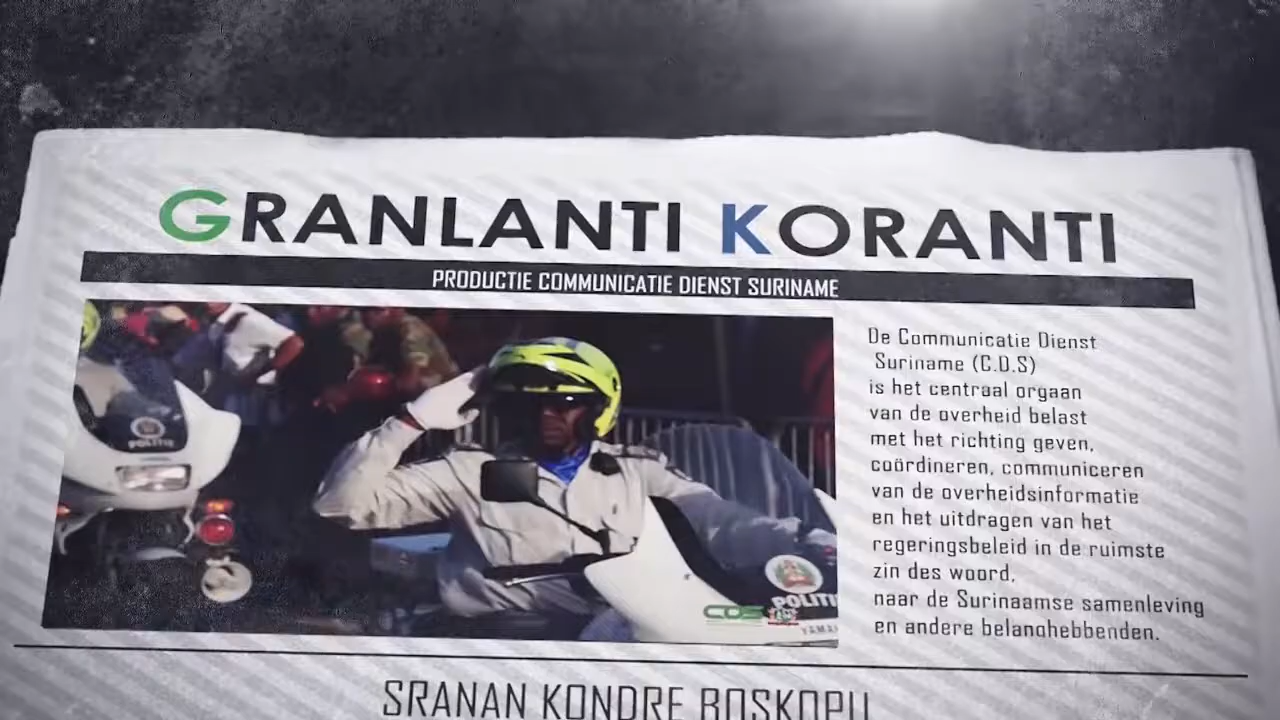 GRANLANTI KORANTI
PRODUCTIE COMMUNICATIE DIENST SURINAME
De Communicatie Dienst
Suriname (C.D.S)
is het centraal orgaan
van de overheid belast
met het richting geven,
coördineren, communiceren
van de overheidsinformatie
en het uitdragen van het
regeringsbeleid in de ruimste
zin des woord,
naar de Surinaamse samenleving
en andere belanghebbenden.
POLITIE
CDS
POLITI
YAMA
SRANAN KONDRE BOSKOPU